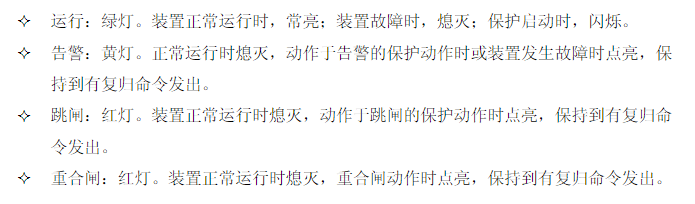 ✧ 运行：绿灯。装置正常运行时，常亮；装置故障时，熄灭；保护启动时，闪烁。
✧ 告警：黄灯。正常运行时熄灭，动作于告警的保护动作时或装置发生故障时点亮，保
持到有复归命令发出。
✧ 跳闸：红灯。装置正常运行时熄灭，动作于跳闸的保护动作时点亮，保持到有复归命
令发出。
✧ 重合闸：红灯。装置正常运行时熄灭，重合闸动作时点亮，保持到有复归命令发出。